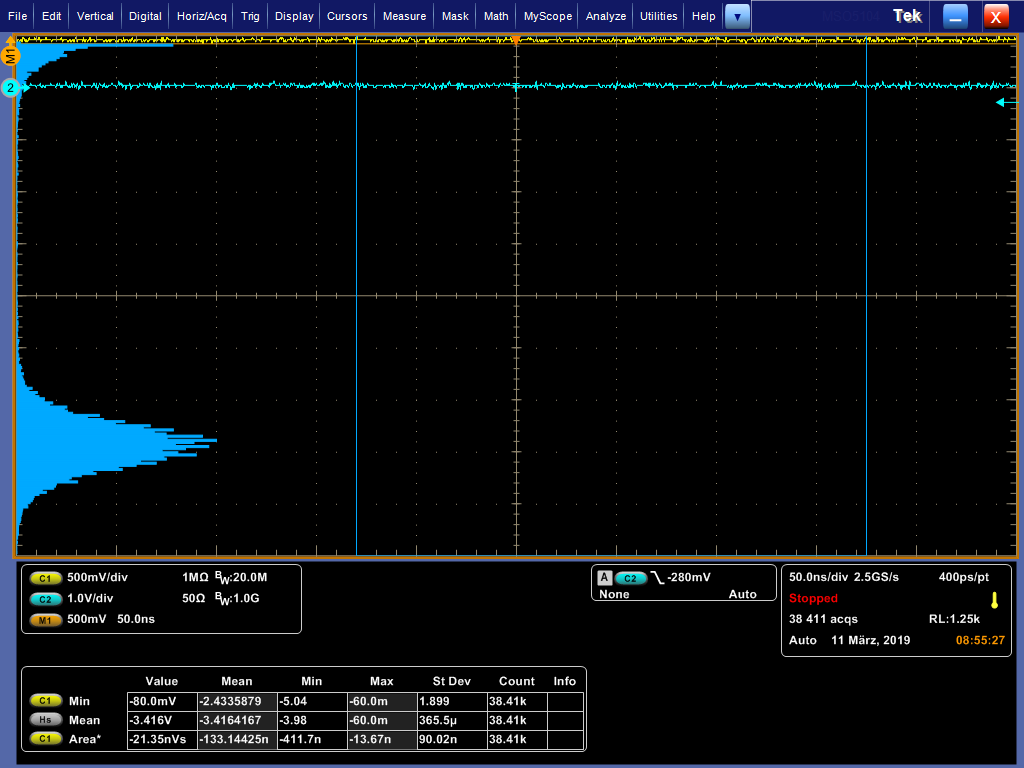 File Edit Vertical Digital Horiz/Acq Trig Display Cursors Measure Mask Math MyScope Analyze Utilities Help Tek X
M1
2
C1 500mV/div 1MΩ BW:20.0M
C2 1.0V/div 50Ω BW:1.0G
M1 500mV 50.0ns
A C2 -280mV
None Auto
50.0ns/div 2.5GS/s 400ps/pt
Stopped
38 411 acqs RL:1.25k
Auto 11 März, 2019 08:55:27
Value Mean Min Max St Dev Count Info
C1 Min -80.0mV -2.4335879 -5.04 -60.0m 1.899 38.41k
Hs Mean -3.416V -3.4164167 -3.98 -60.0m 365.5µ 38.41k
C1 Area* -21.35nVs -133.14425n -411.7n -13.67n 90.02n 38.41k